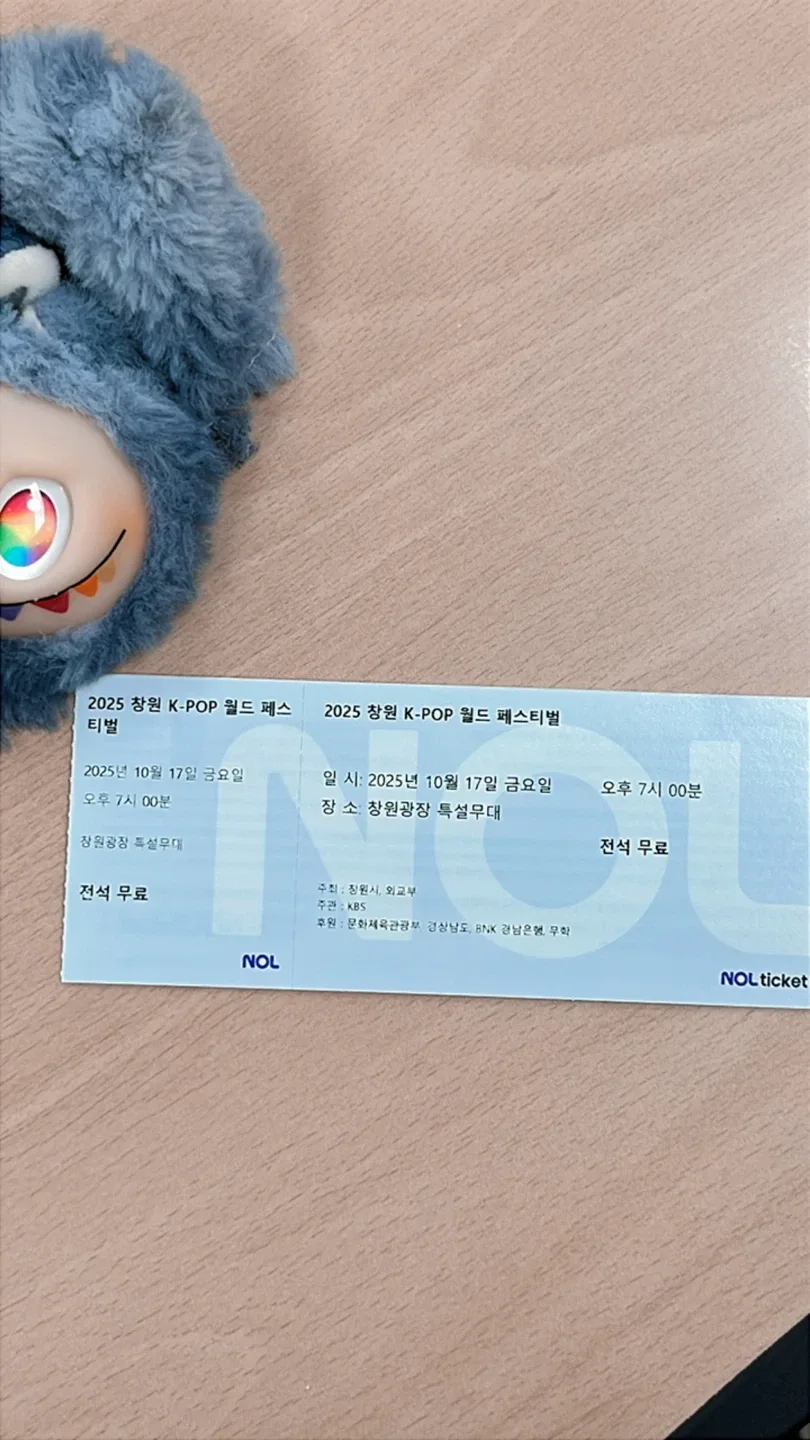 2025 창원 K-POP 월드 페스
티벌
2025년 10월 17일 금요일
오후 7시 00분
창원광장 특설무대
전석 무료
NOL
2025 창원 K-POP 월드 페스티벌
일 시: 2025년 10월 17일 금요일 오후 7시 00분
장 소: 창원광장 특설무대
전석 무료
주최 : 창원시, 외교부
주관 : KBS
후원 : 문화체육관광부, 경상남도, BNK 경남은행, 무학
NOL ticket
NOL